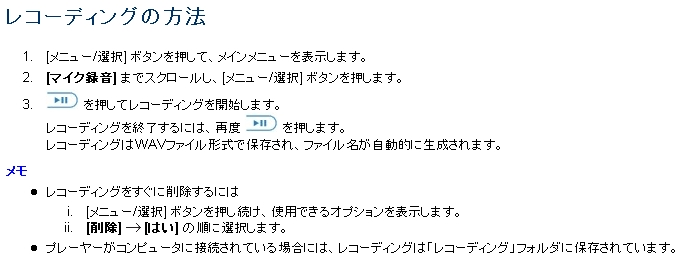 レコーディングの方法
1. [メニュー/選択] ボタンを押して、メインメニューを表示します。
2. [マイク録音] までスクロールし、[メニュー/選択] ボタンを押します。
3. を押してレコーディングを開始します。
レコーディングを終了するには、再度 を押します。
レコーディングはWAVファイル形式で保存され、ファイル名が自動的に生成されます。
メモ
● レコーディングをすぐに削除するには
i. [メニュー/選択] ボタンを押し続け、使用できるオプションを表示します。
ii. [削除] → [はい] の順に選択します。
● プレーヤーがコンピュータに接続されている場合には、レコーディングは「レコーディング」フォルダに保存されています。